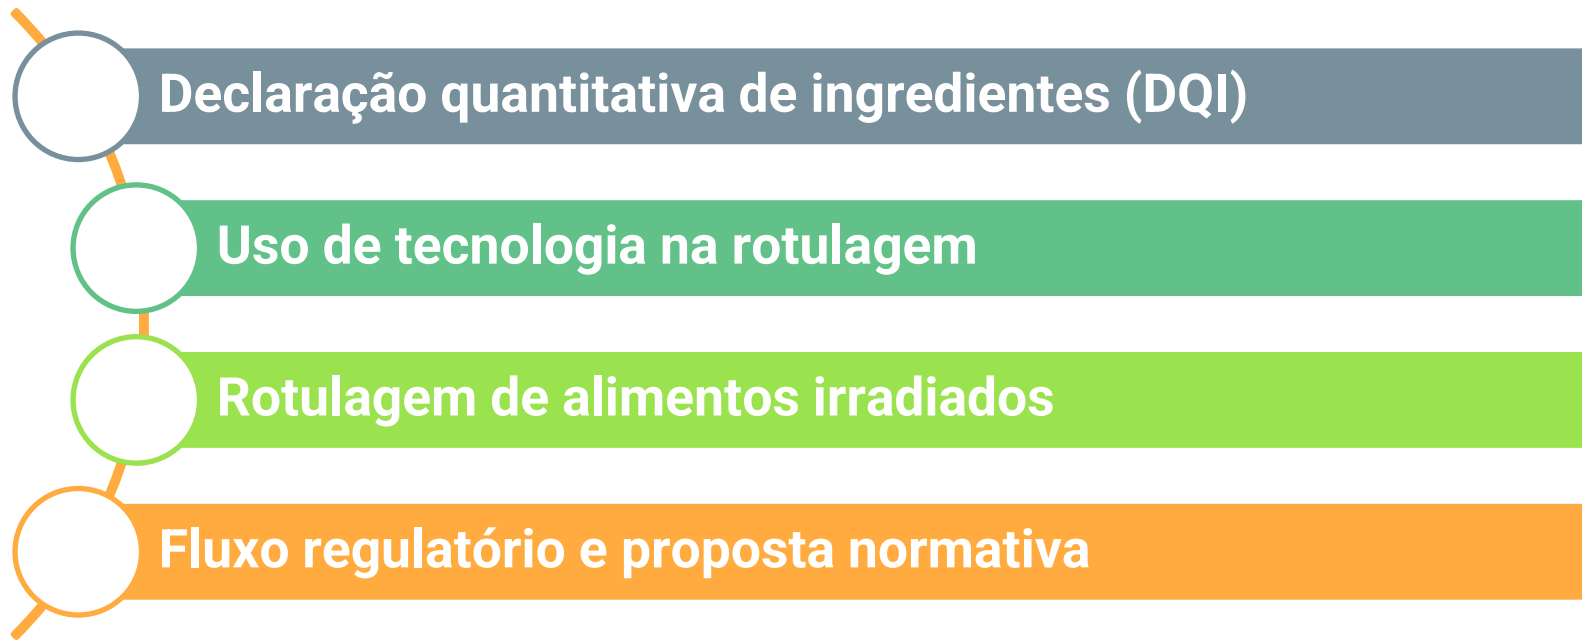 Declaração quantitativa de ingredientes (DQI)
Uso de tecnologia na rotulagem
Rotulagem de alimentos irradiados
Fluxo regulatório e proposta normativa